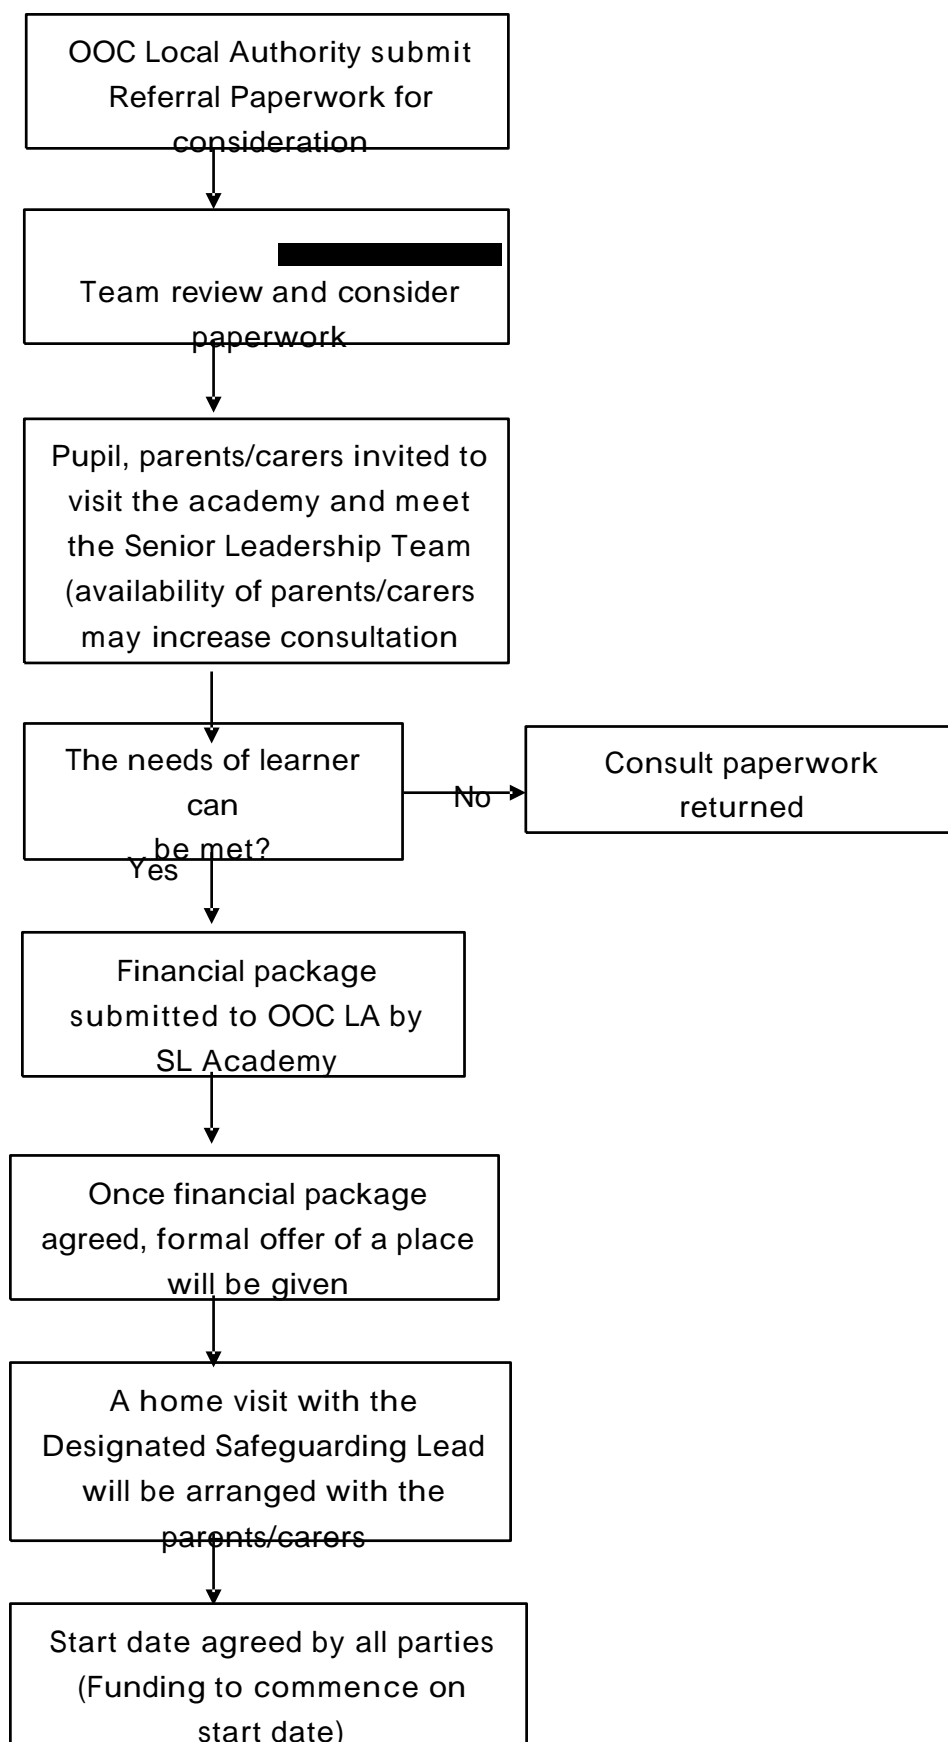 OOC Local Authority submit
Referral Paperwork for
consideration
Team review and consider
paperwork
Pupil, parents/carers invited to
visit the academy and meet
the Senior Leadership Team
(availability of parents/carers
may increase consultation
The needs of learner
can
be met?
No
Consult paperwork
returned
Yes
Financial package
submitted to OOC LA by
SL Academy
Once financial package
agreed, formal offer of a place
will be given
A home visit with the
Designated Safeguarding Lead
will be arranged with the
parents/carers
Start date agreed by all parties
(Funding to commence on
start date)